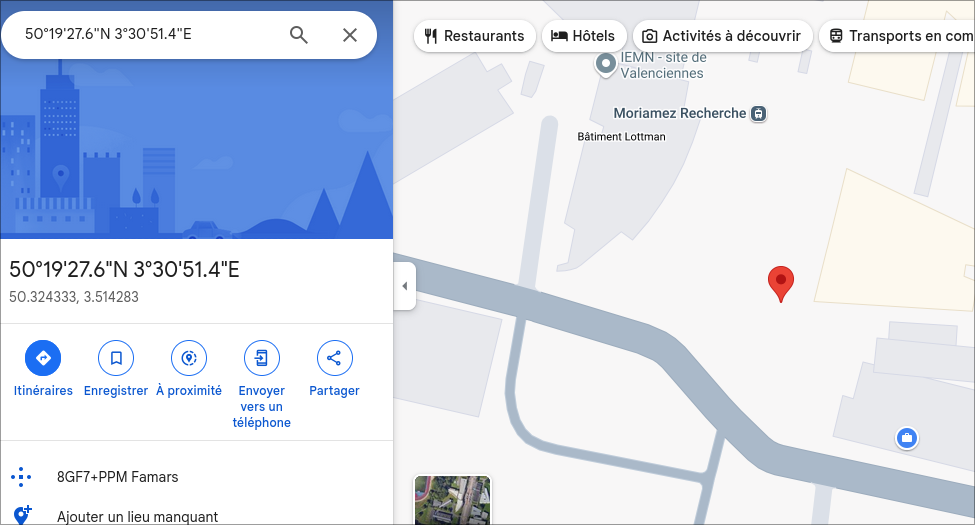 50°19'27.6"N 3°30'51.4"E
Restaurants
Hôtels
Activités à découvrir
Transports en com
IEMN - site de
Valenciennes
Moriamez Recherche
Bâtiment Lottman
50°19'27.6"N 3°30'51.4"E
50.324333, 3.514283
Itinéraires
Enregistrer
À proximité
Envoyer
vers un
téléphone
Partager
8GF7+PPM Famars
Ajouter un lieu manquant